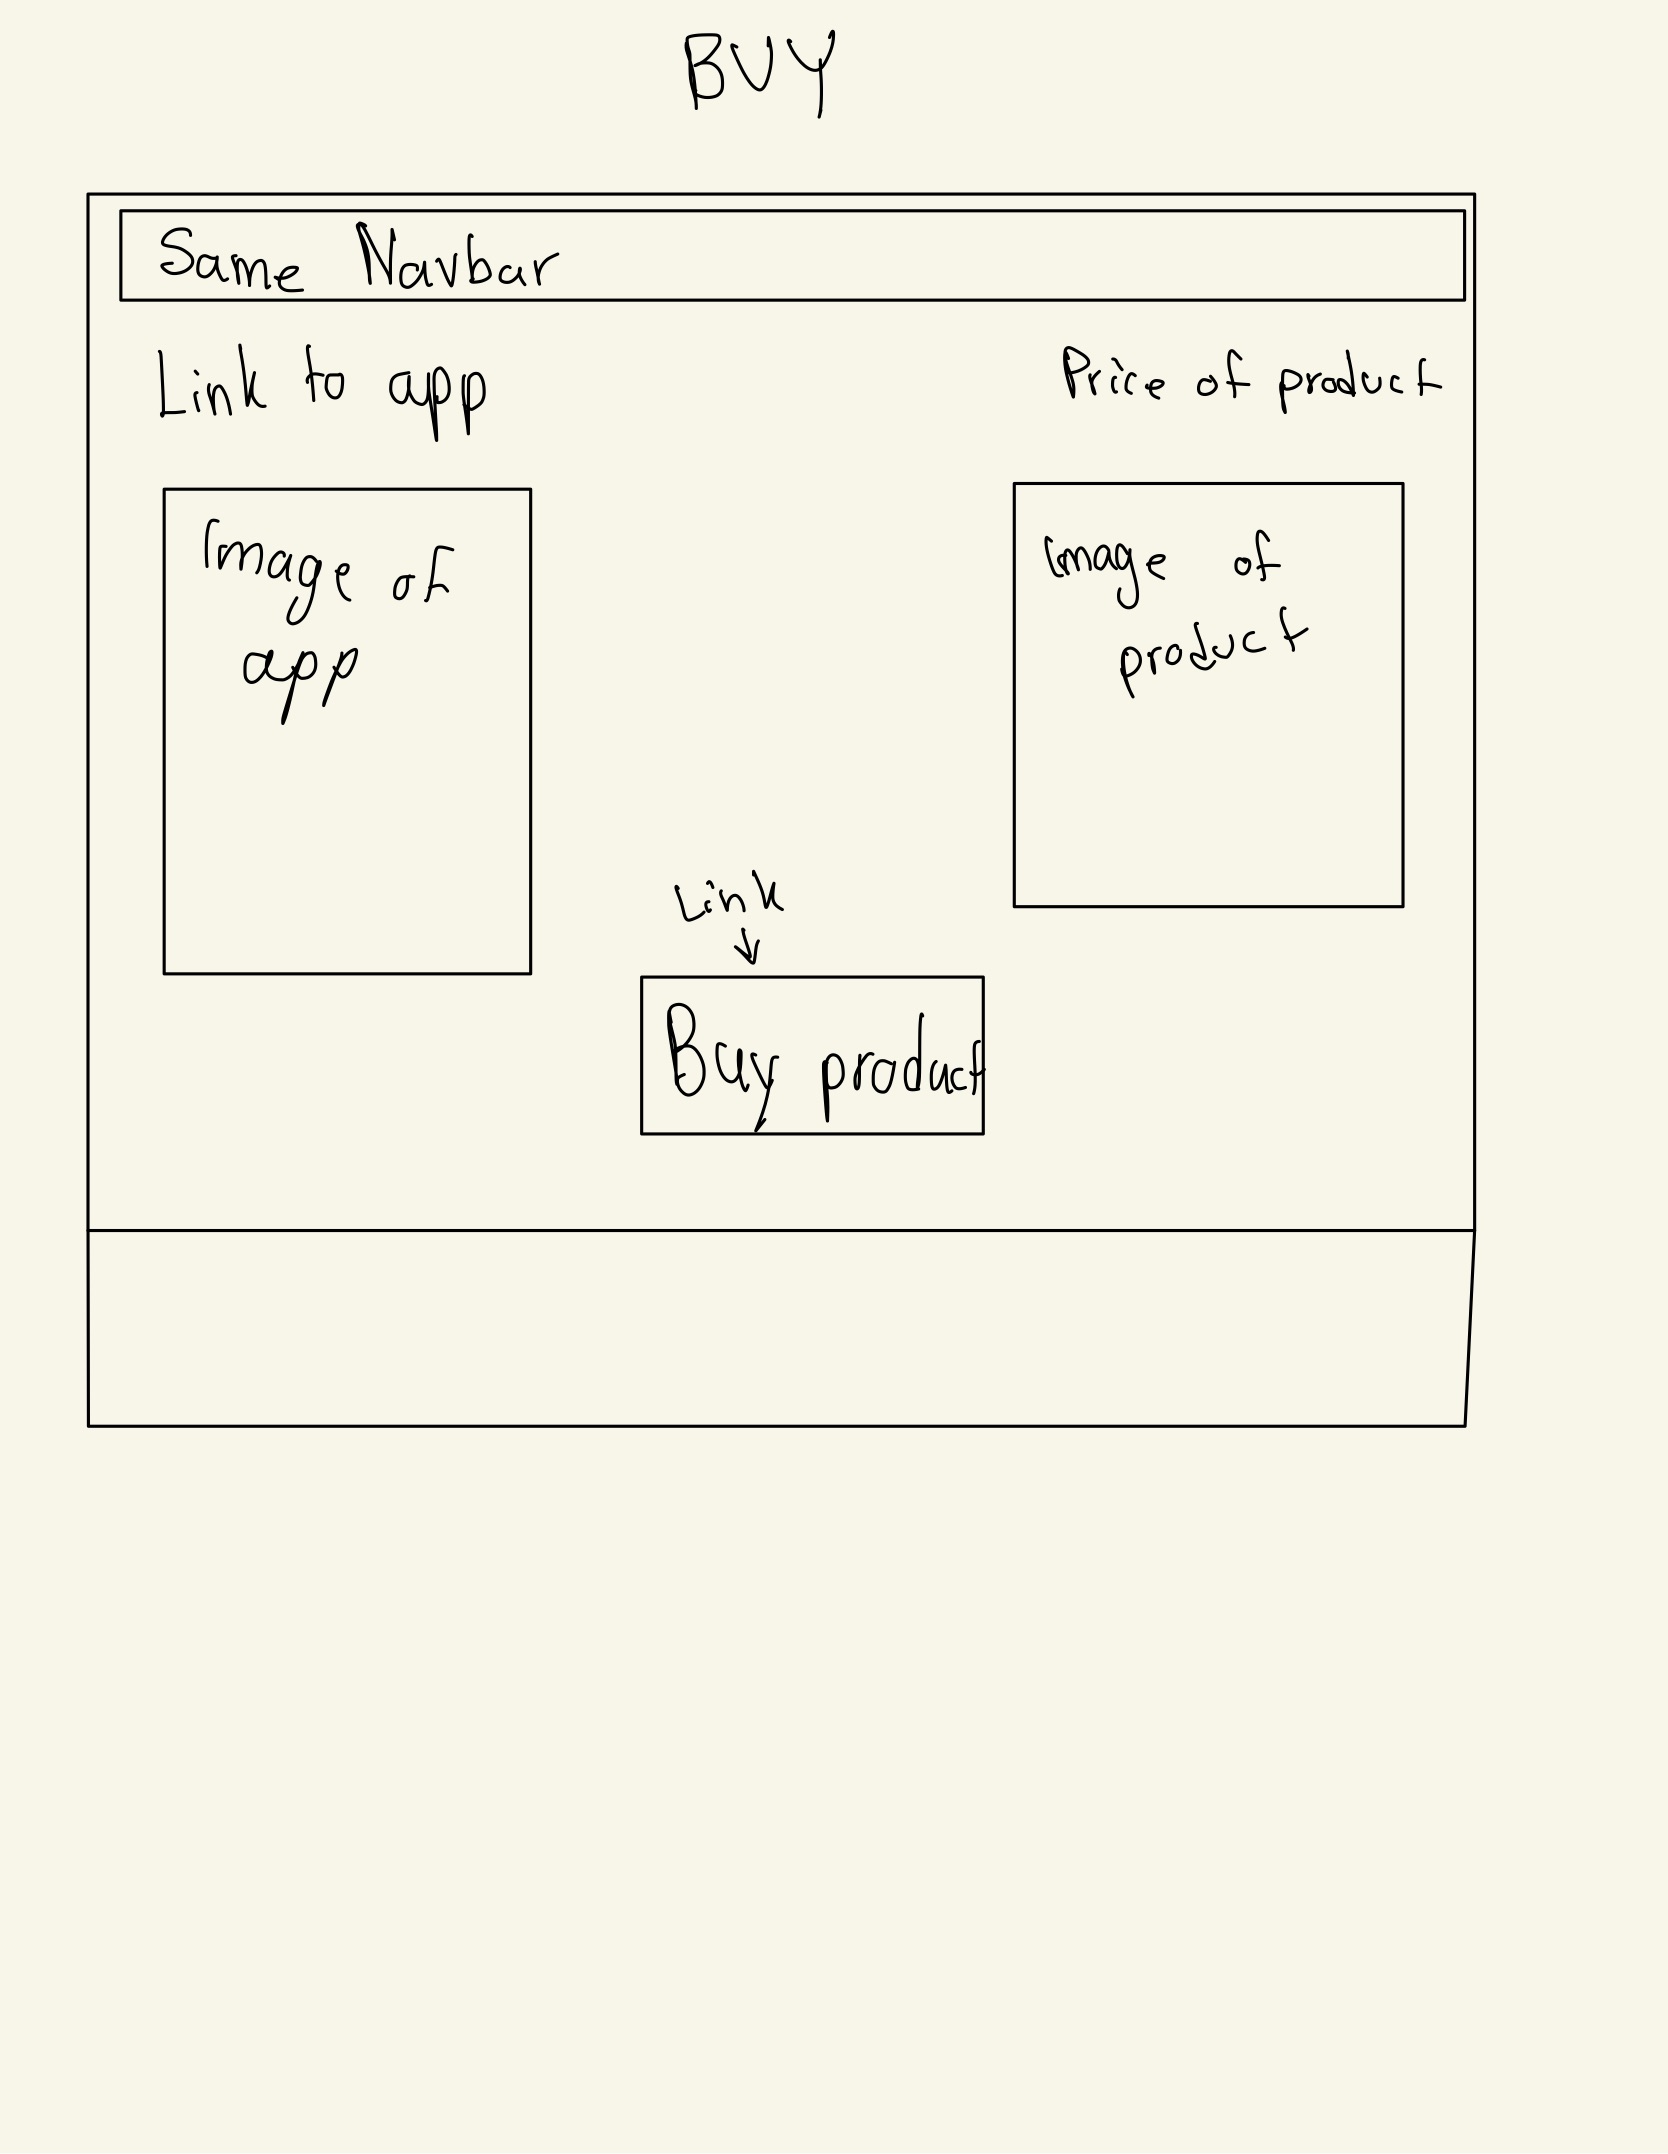 BUY
Same Navbar
Link to app
Price of product
Image of
app
Image of
product
Link
Buy product